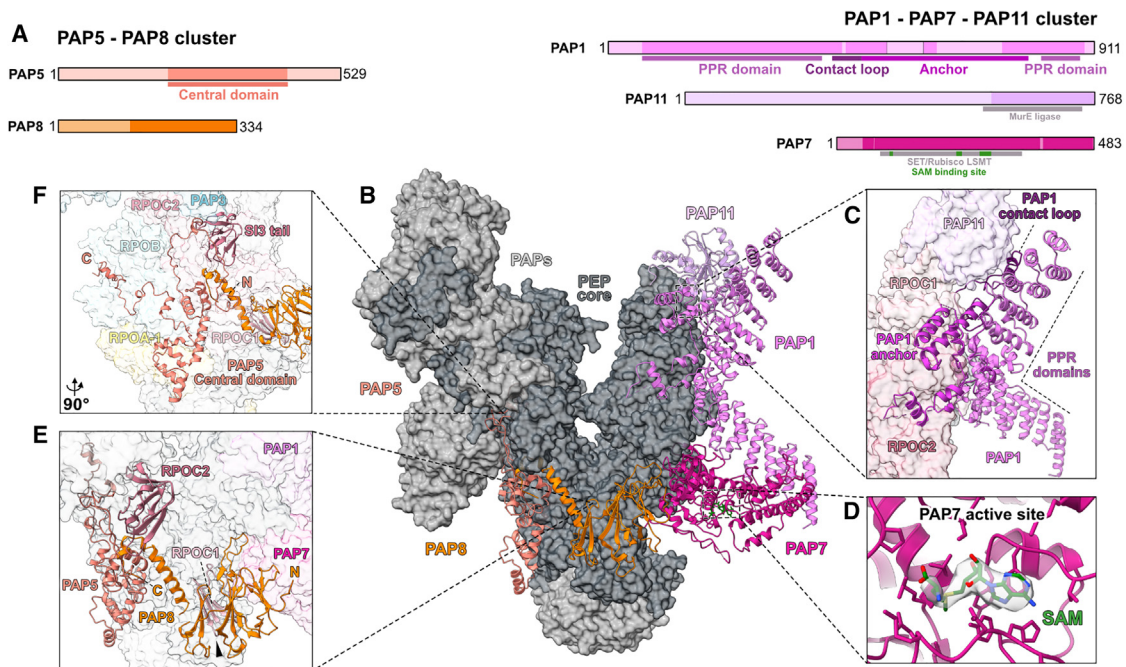 A
PAP5 - PAP8 cluster
PAP5 1 529
Central domain
PAP8 1 334
PAP1 - PAP7 - PAP11 cluster
PAP1 1 911
PPR domain Contact loop Anchor PPR domain
PAP11 1 768
MurE ligase
PAP7 1 483
SET/Rubisco LSMT
SAM binding site
F
RPOC2 PAP3
SI3 tail
RPOB
C
N
RPOA-1
RPOC1
PAP5
Central domain
90°
B
PAPs
PEP
core
PAP11
PAP1
PAP5
PAP8
PAP7
C
PAP1
contact loop
PAP11
RPOC1
PAP1
anchor
PPR
domains
RPOC2
PAP1
E
PAP1
RPOC2
RPOC1
PAP7
N
PAP5
C
PAP8
D
PAP7 active site
SAM